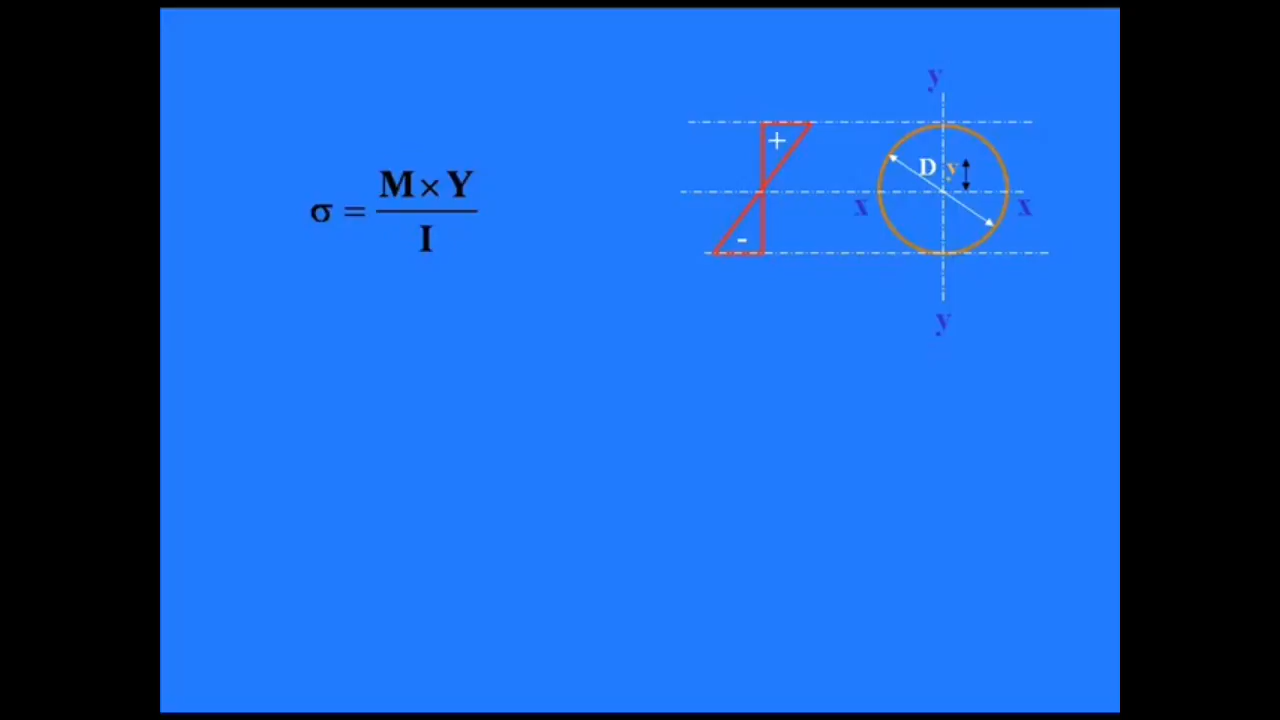 σ = M × Y
I
y
+
D y
x x
-
y